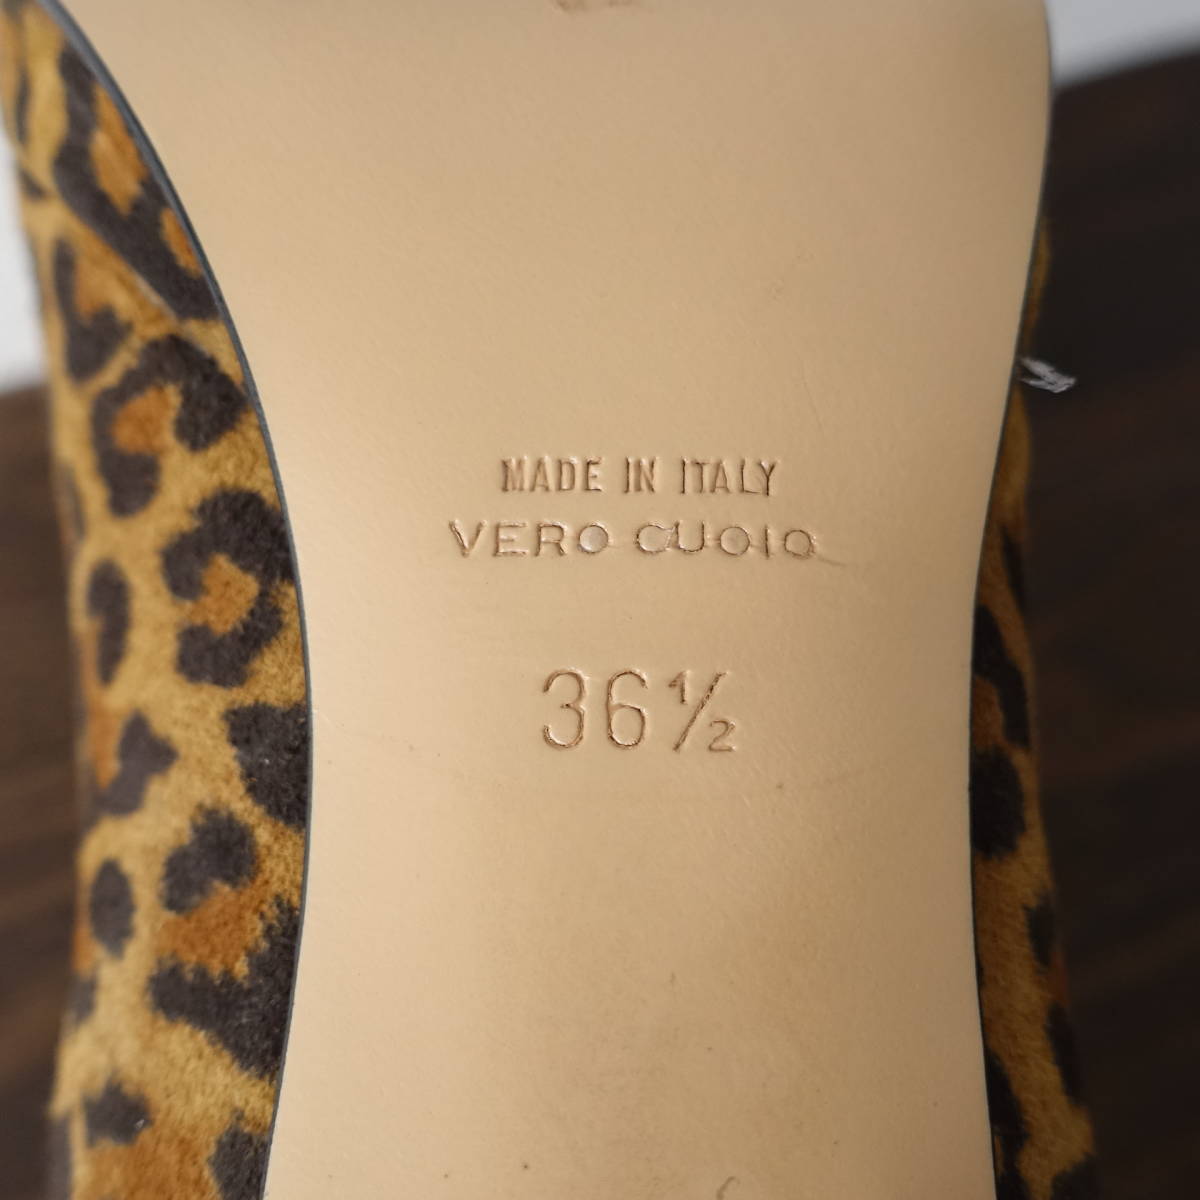 MADE IN ITALY
VERO CUOIO
36½